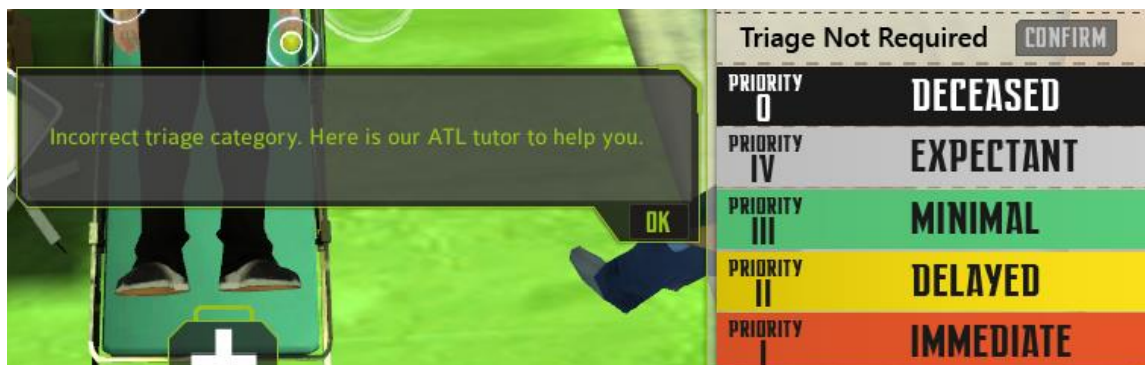 Incorrect triage category. Here is our ATL tutor to help you.
OK
Triage Not Required CONFIRM
PRIORITY 0 DECEASED
PRIORITY IV EXPECTANT
PRIORITY III MINIMAL
PRIORITY II DELAYED
PRIORITY I IMMEDIATE